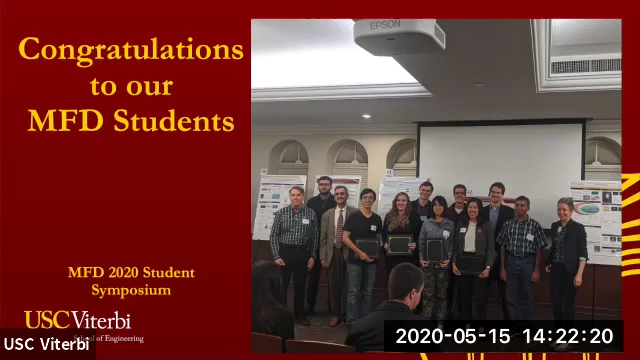 Congratulations
to our
MFD Students
EPSON
MFD 2020 Student
Symposium
USC Viterbi
School of Engineering
USC Viterbi
2020-05-15 14:22:20